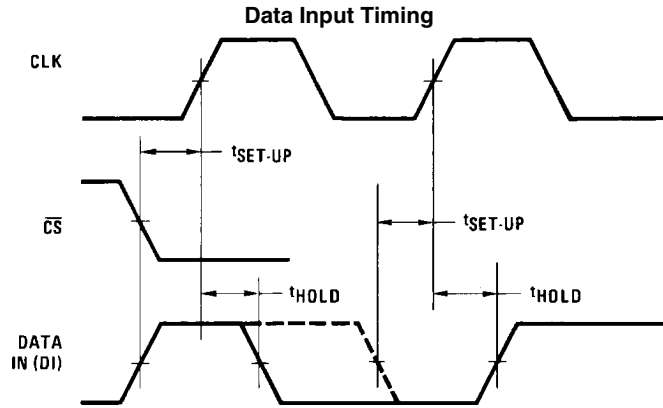 Data Input Timing
CLK
tSET-UP
CS
tSET-UP
tHOLD
tHOLD
DATA
IN (DI)